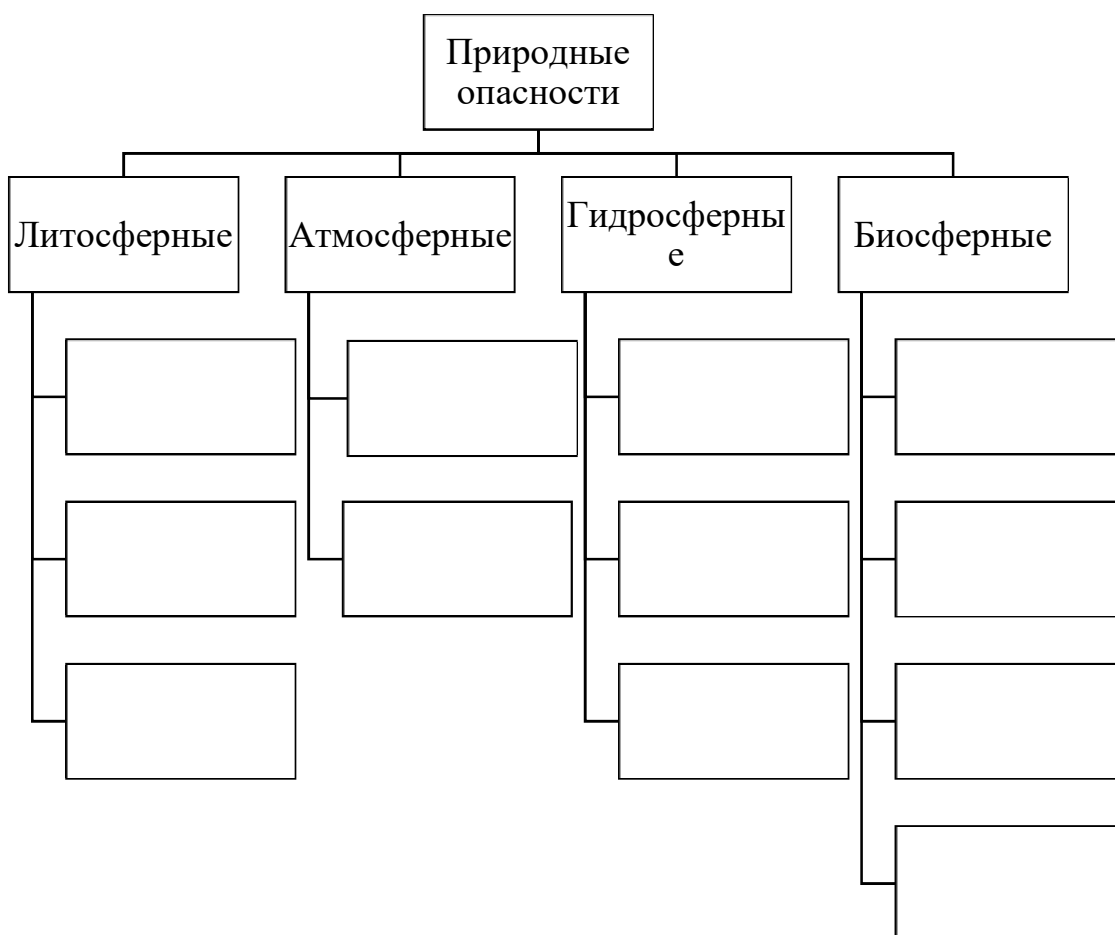 Природные
опасности
Литосферные
Атмосферные
Гидросферны
е
Биосферные